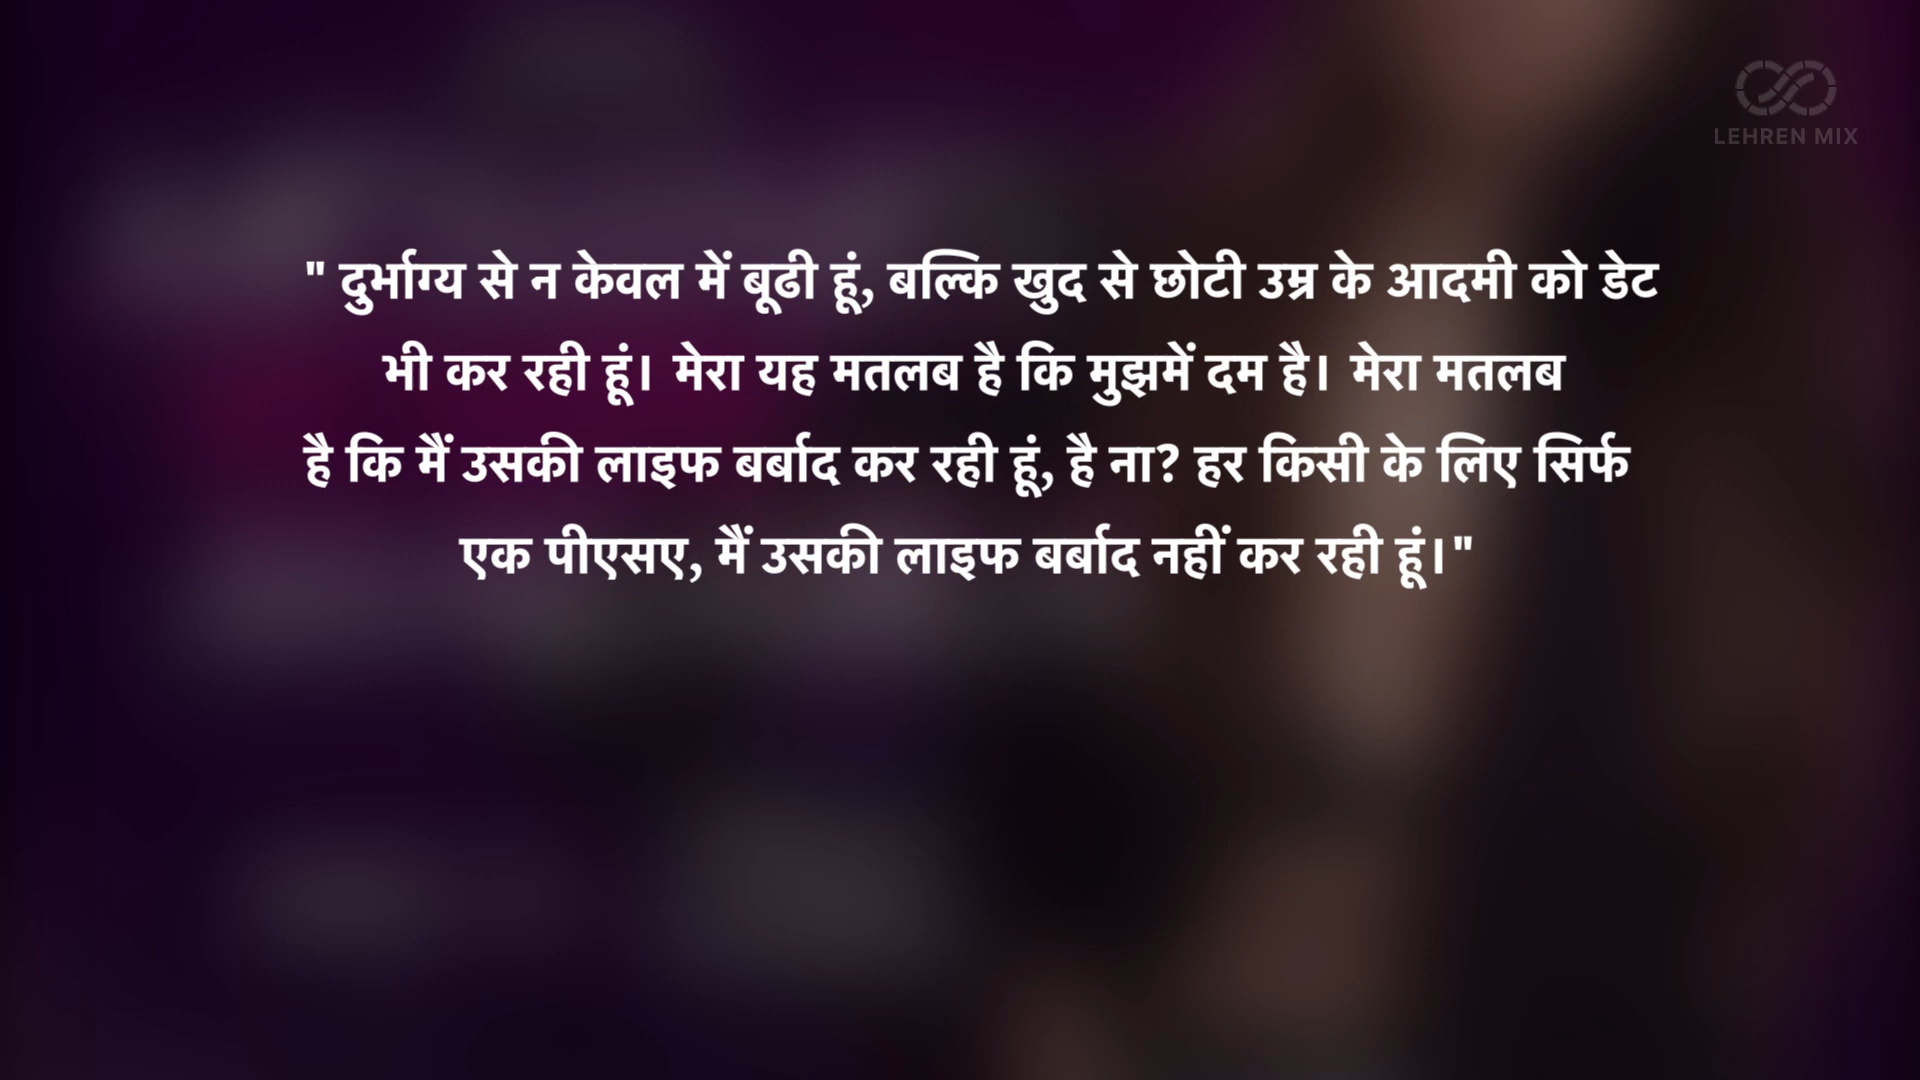 LEHREN MIX
" दुर्भाग्य से न केवल में बूढी हूं, बल्कि खुद से छोटी उम्र के आदमी को डेट
भी कर रही हूं। मेरा यह मतलब है कि मुझमें दम है। मेरा मतलब
है कि मैं उसकी लाइफ बर्बाद कर रही हूं, है ना? हर किसी के लिए सिर्फ
एक पीएसए, मैं उसकी लाइफ बर्बाद नहीं कर रही हूं।"